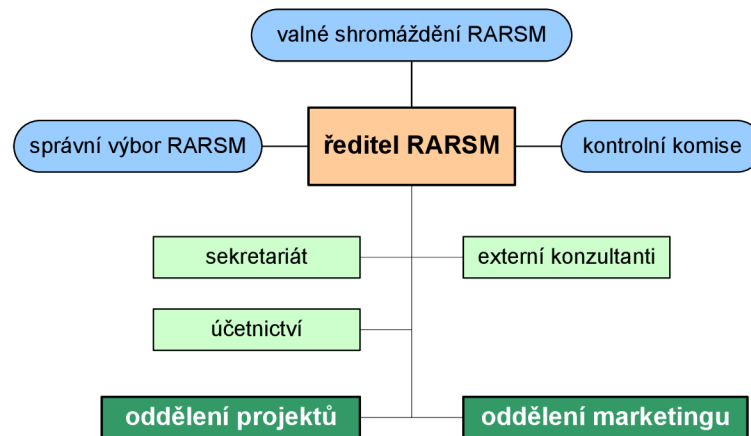 valné shromáždění RARSM
správní výbor RARSM
ředitel RARSM
kontrolní komise
sekretariát
externí konzultanti
účetnictví
oddělení projektů
oddělení marketingu